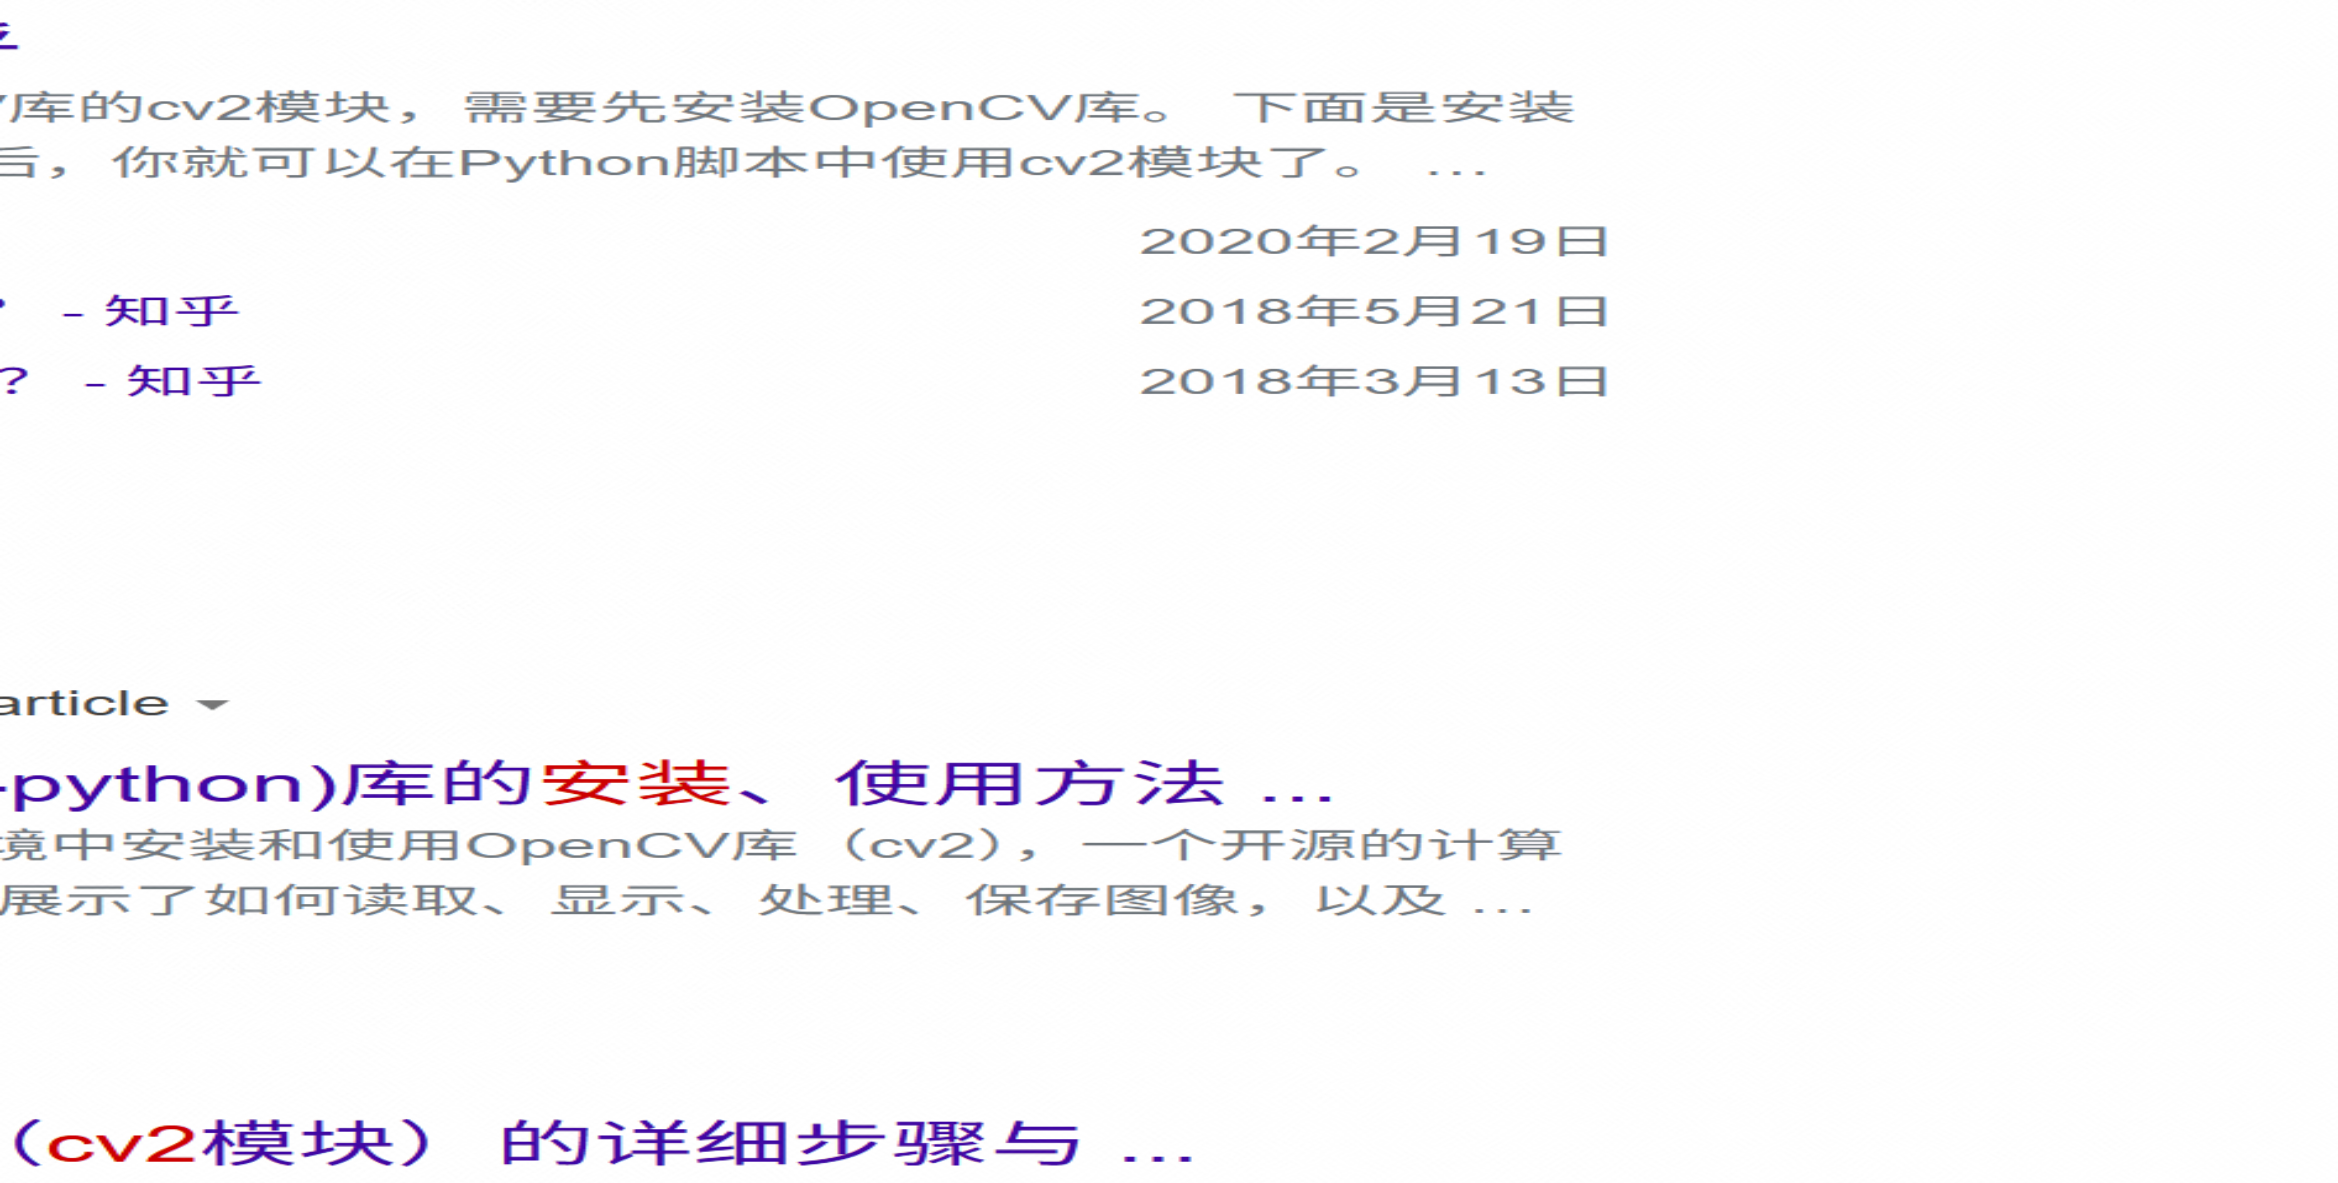 乎
库的cv2模块，需要先安装OpenCV库。 下面是安装
后，你就可以在Python脚本中使用cv2模块了。 ...
2020年2月19日
? - 知乎 2018年5月21日
? - 知乎 2018年3月13日
article
-python)库的安装、使用方法 ...
境中安装和使用OpenCV库（cv2），一个开源的计算
展示了如何读取、显示、处理、保存图像，以及 ...
（cv2模块）的详细步骤与 ...